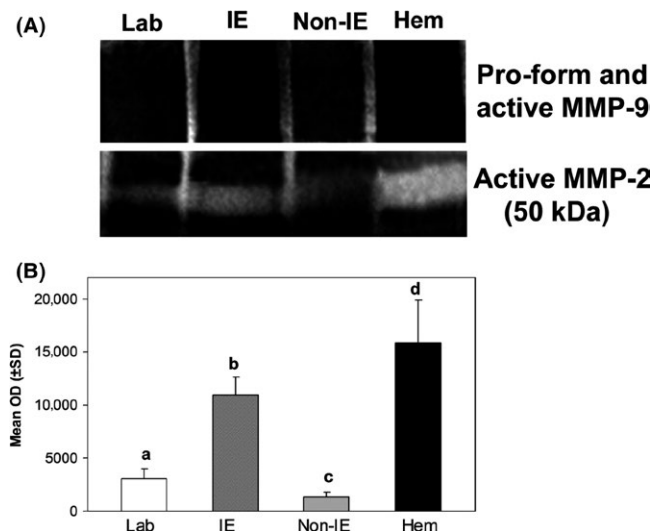 (A)
Lab IE Non-IE Hem
Pro-form and
active MMP-9
Active MMP-2
(50 kDa)
(B)
20,000
15,000
10,000
5000
0
Mean OD (±SD)
a
b
c
d
Lab IE Non-IE Hem